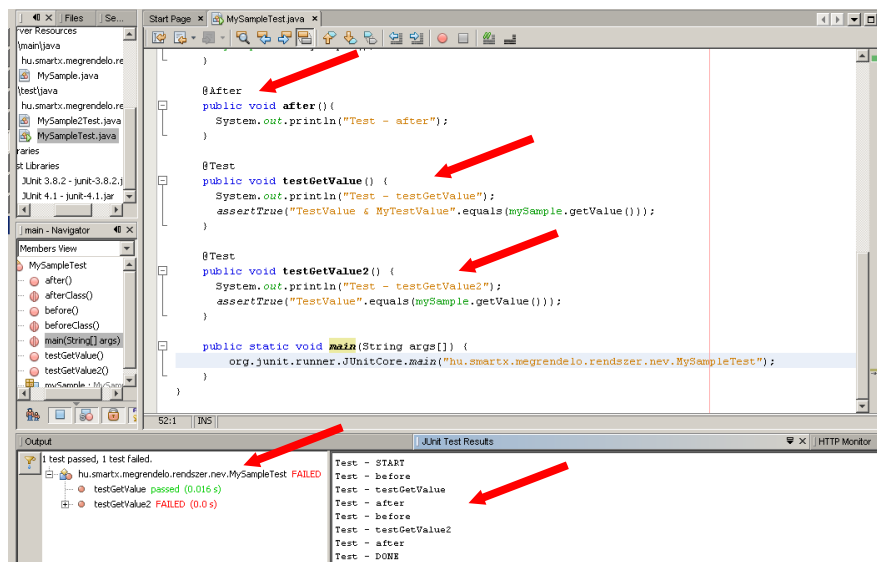 Files
Se...
Start Page
MySampleTest.java
rver Resources
\main\java
hu.smartx.megrendelo.re
MySample.java
\test\java
hu.smartx.megrendelo.re
MySample2Test.java
MySampleTest.java
raries
st Libraries
JUnit 3.8.2 - junit-3.8.2.j
JUnit 4.1 - junit-4.1.jar
main - Navigator
Members View
MySampleTest
after()
afterClass()
before()
beforeClass()
main(String[] args)
testGetValue()
testGetValue2()
mySample : MySam
}
@After
public void after(){
System.out.println("Test - after");
}
@Test
public void testGetValue() {
System.out.println("Test - testGetValue");
assertTrue("TestValue & MyTestValue".equals(mySample.getValue()));
}
@Test
public void testGetValue2() {
System.out.println("Test - testGetValue2");
assertTrue("TestValue".equals(mySample.getValue()));
}
public static void main(String args[]) {
org.junit.runner.JUnitCore.main("hu.smartx.megrendelo.rendszer.nev.MySampleTest");
}
}
52:1
INS
Output
JUnit Test Results
HTTP Monitor
1 test passed, 1 test failed.
hu.smartx.megrendelo.rendszer.nev.MySampleTest FAILED
testGetValue passed (0.016 s)
testGetValue2 FAILED (0.0 s)
Test - START
Test - before
Test - testGetValue
Test - after
Test - before
Test - testGetValue2
Test - after
Test - DONE